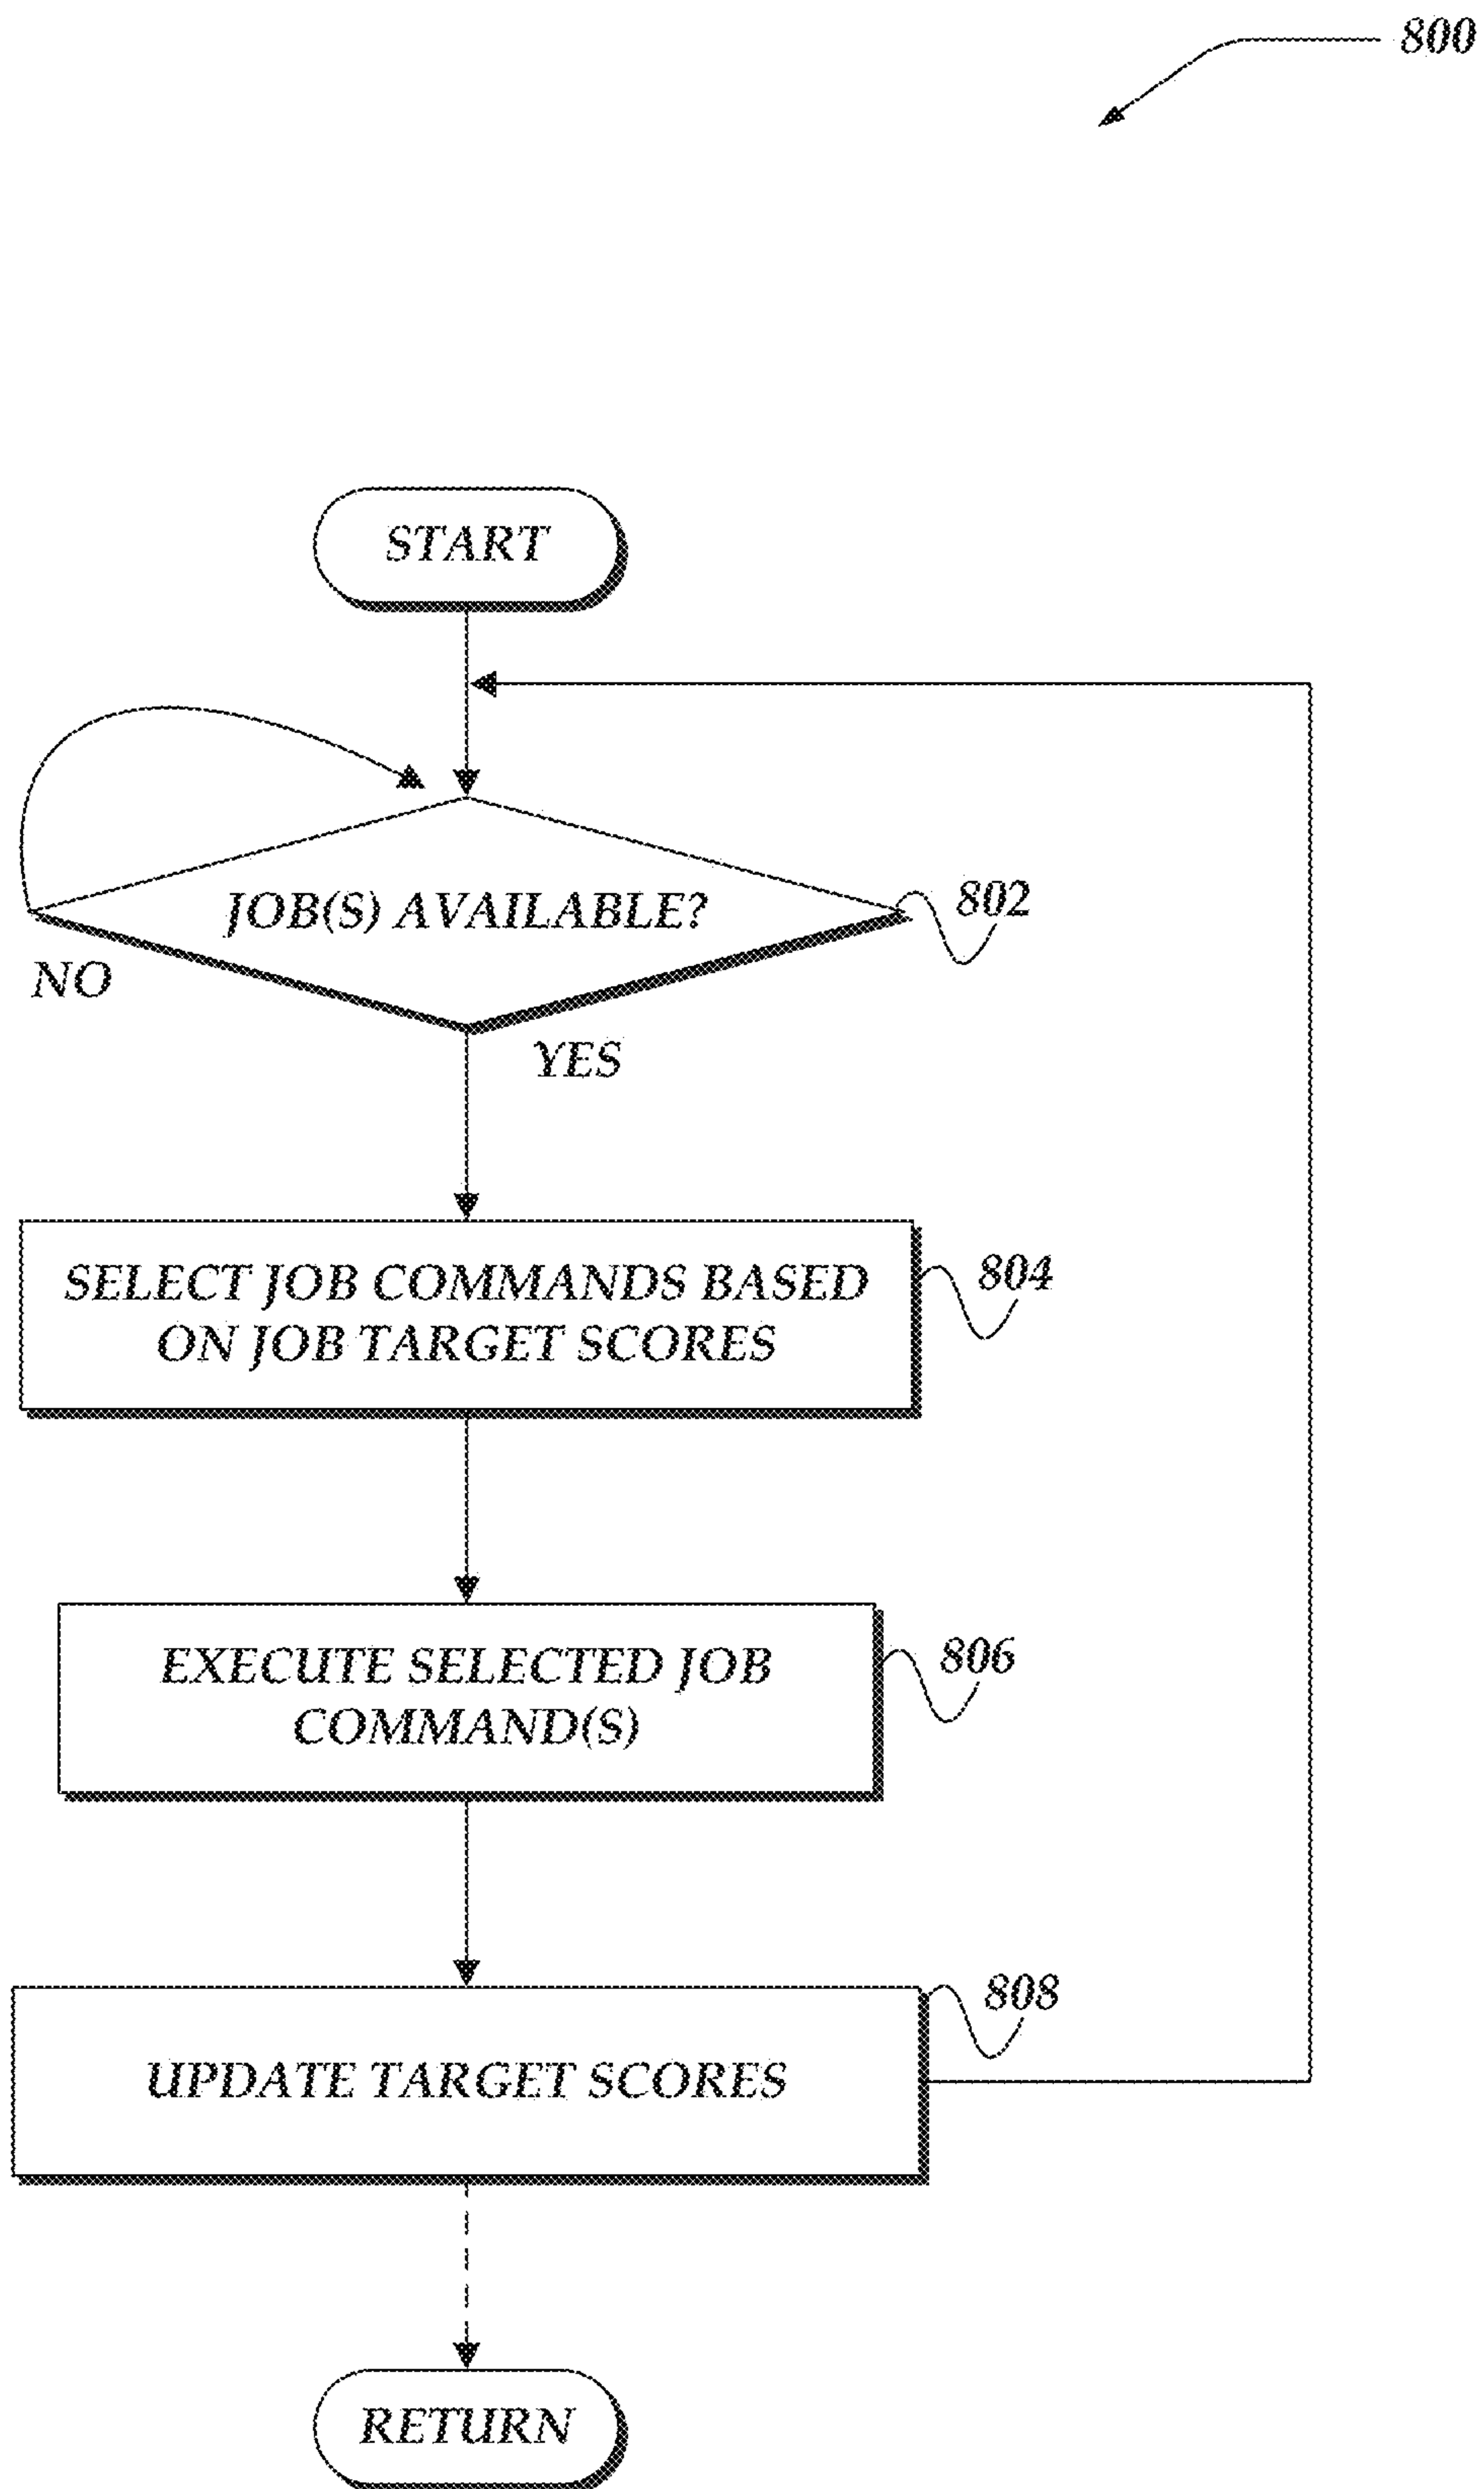 800
START
JOB(S) AVAILABLE?
802
NO
YES
SELECT JOB COMMANDS BASED
ON JOB TARGET SCORES
804
EXECUTE SELECTED JOB
COMMAND(S)
806
808
UPDATE TARGET SCORES
RETURN